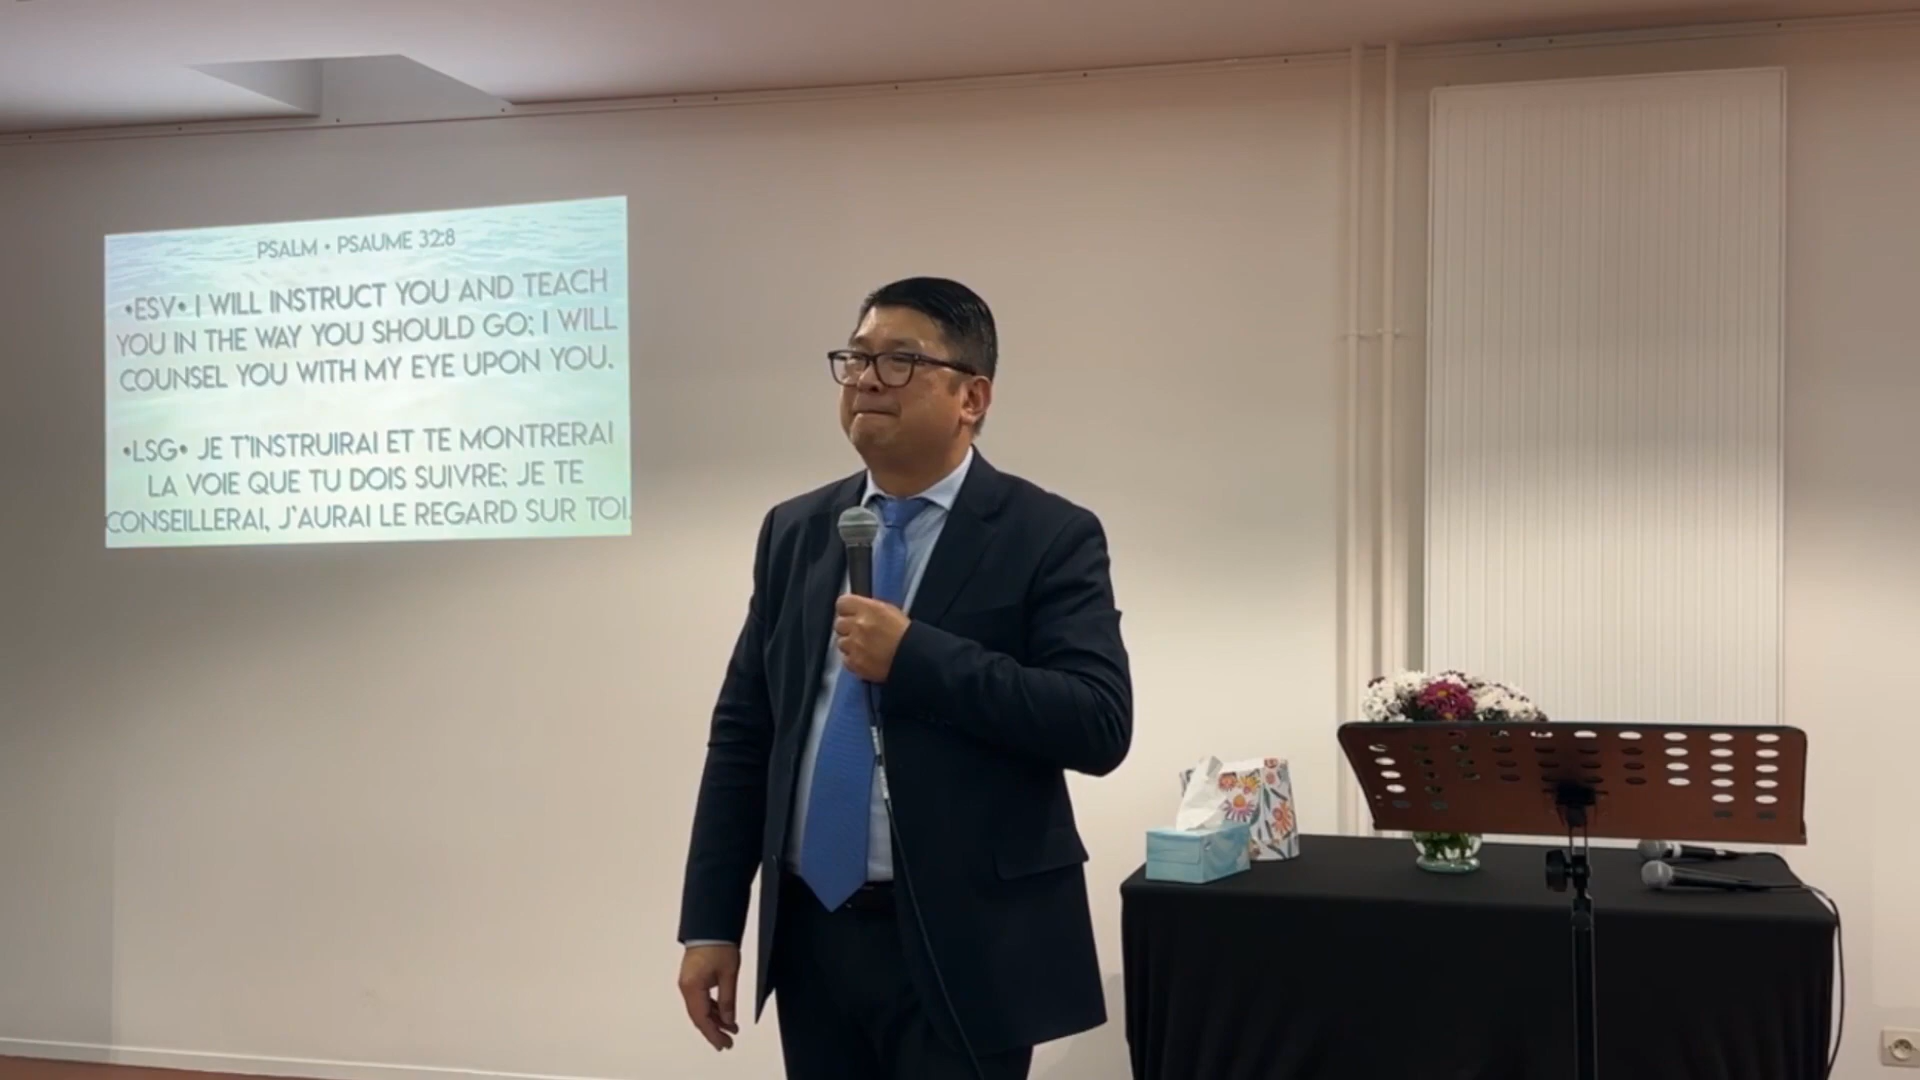 PSALM • PSAUME 32:8
•ESV• I WILL INSTRUCT YOU AND TEACH
YOU IN THE WAY YOU SHOULD GO; I WILL
COUNSEL YOU WITH MY EYE UPON YOU.
•LSG• JE T'INSTRUIRAI ET TE MONTRERAI
LA VOIE QUE TU DOIS SUIVRE; JE TE
CONSEILLERAI, J'AURAI LE REGARD SUR TOI.